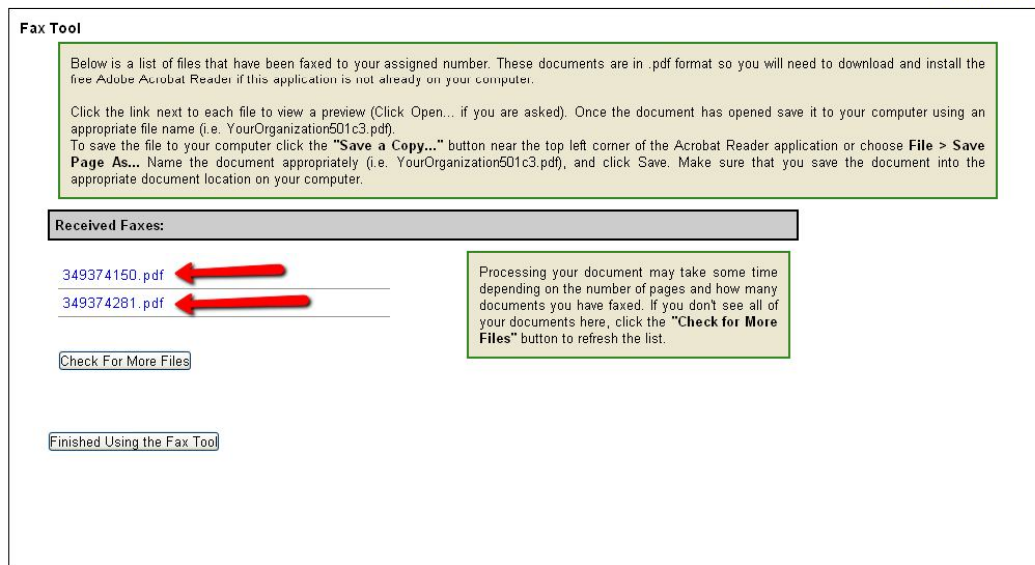 Fax Tool
Below is a list of files that have been faxed to your assigned number. These documents are in .pdf format so you will need to download and install the
free Adobe Acrobat Reader if this application is not already on your computer.
Click the link next to each file to view a preview (Click Open... if you are asked). Once the document has opened save it to your computer using an
appropriate file name (i.e. YourOrganization501c3.pdf).
To save the file to your computer click the "Save a Copy..." button near the top left corner of the Acrobat Reader application or choose File > Save
Page As... Name the document appropriately (i.e. YourOrganization501c3.pdf), and click Save. Make sure that you save the document into the
appropriate document location on your computer.
Received Faxes:
349374150.pdf
349374281.pdf
Processing your document may take some time
depending on the number of pages and how many
documents you have faxed. If you don't see all of
your documents here, click the "Check for More
Files" button to refresh the list.
Check For More Files
Finished Using the Fax Tool